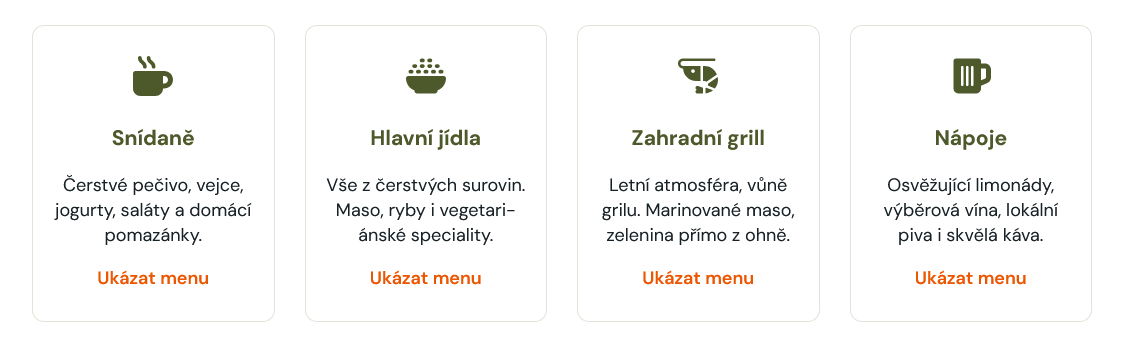 Snídaně
Čerstvé pečivo, vejce,
jogurty, saláty a domácí
pomazánky.
Ukázat menu
Hlavní jídla
Vše z čerstvých surovin.
Maso, ryby i vegetari-
ánské speciality.
Ukázat menu
Zahradní grill
Letní atmosféra, vůně
grilu. Marinované maso,
zelenina přímo z ohně.
Ukázat menu
Nápoje
Osvěžující limonády,
výběrová vína, lokální
piva i skvělá káva.
Ukázat menu